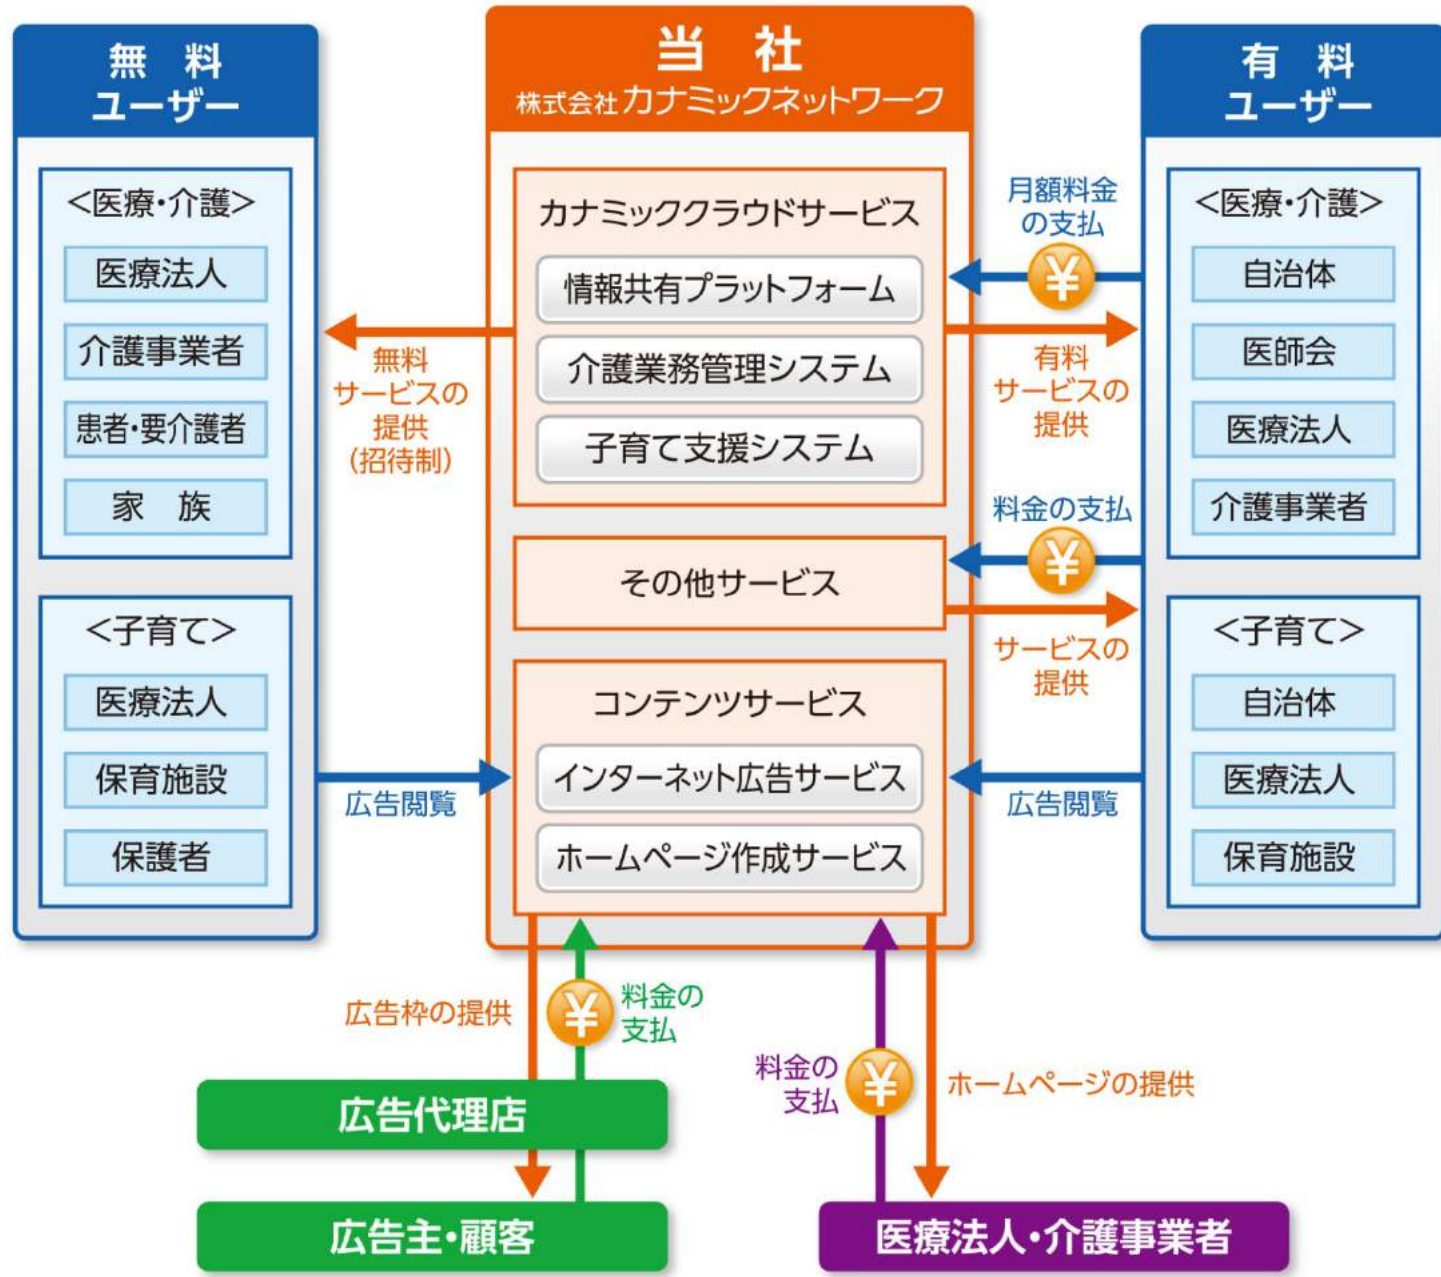 無　料
ユーザー
<医療・介護>
医療法人
介護事業者
患者・要介護者
家　族
<子育て>
医療法人
保育施設
保護者
無料
サービスの
提供
(招待制)
広告閲覧
当　社
株式会社カナミックネットワーク
カナミッククラウドサービス
情報共有プラットフォーム
介護業務管理システム
子育て支援システム
その他サービス
コンテンツサービス
インターネット広告サービス
ホームページ作成サービス
月額料金
の支払
¥
有料
サービスの
提供
料金の支払
¥
サービスの
提供
広告閲覧
有　料
ユーザー
<医療・介護>
自治体
医師会
医療法人
介護事業者
<子育て>
自治体
医療法人
保育施設
広告枠の提供
¥
料金の
支払
広告代理店
広告主・顧客
料金の
支払
¥
ホームページの提供
医療法人・介護事業者